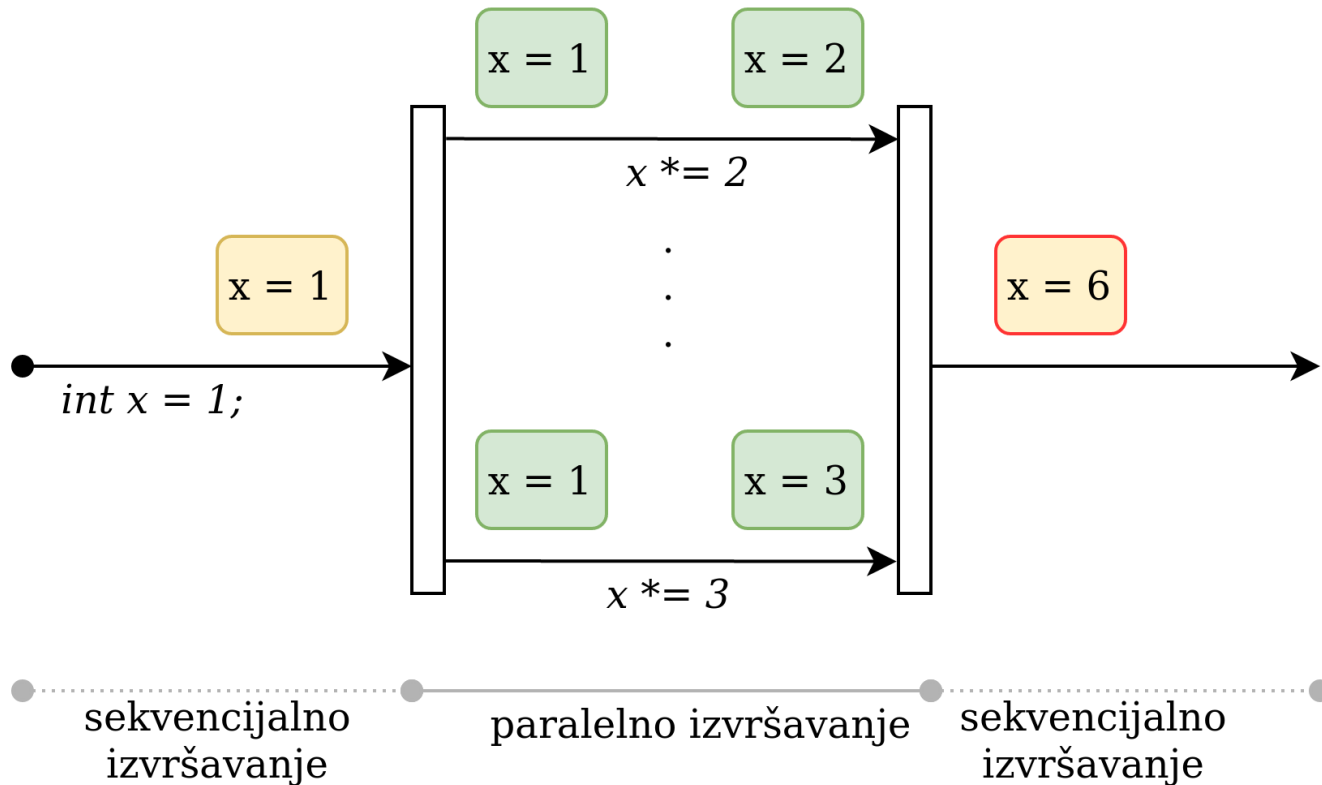 x = 1
x = 2
x *= 2
.
.
.
x = 1
x = 6
int x = 1;
x = 1
x = 3
x *= 3
sekvencijalno
izvršavanje
paralelno izvršavanje
sekvencijalno
izvršavanje